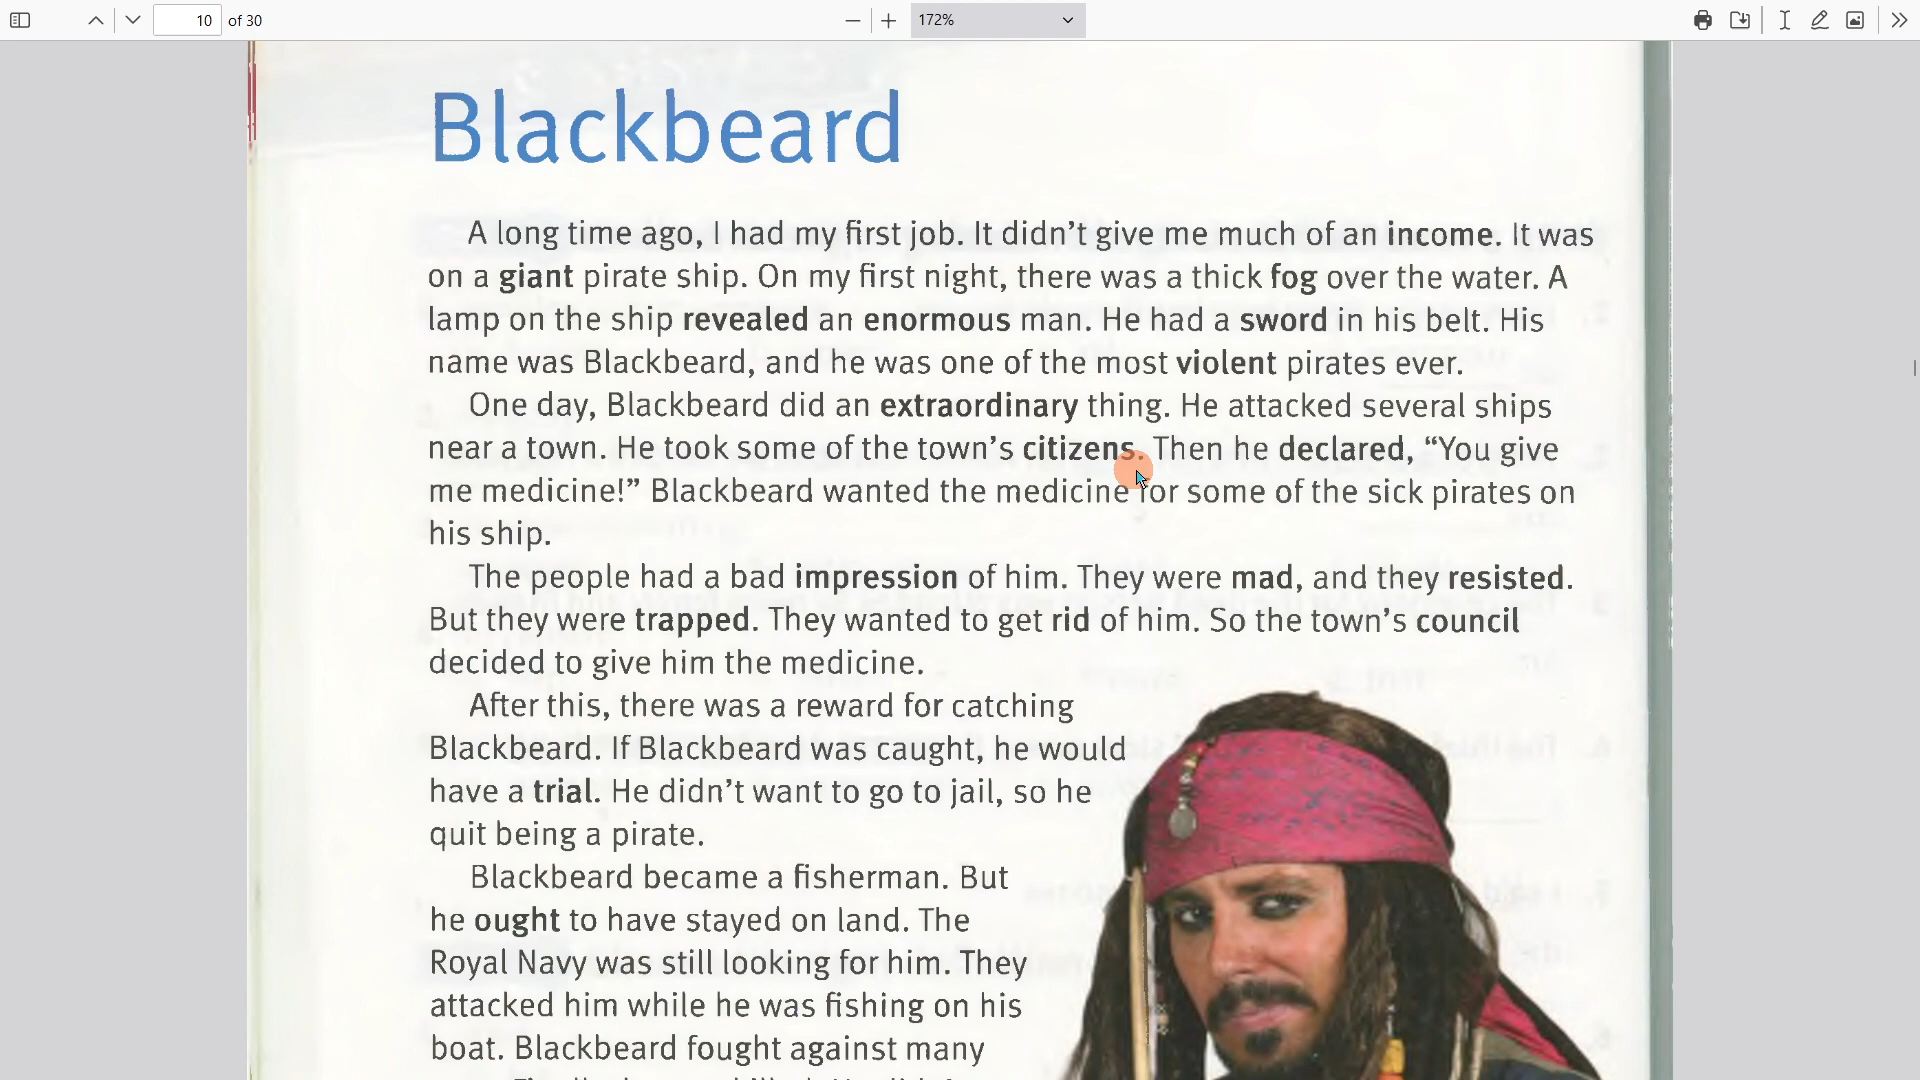 10 of 30
172%
Blackbeard
A long time ago, I had my first job. It didn't give me much of an income. It was
on a giant pirate ship. On my first night, there was a thick fog over the water. A
lamp on the ship revealed an enormous man. He had a sword in his belt. His
name was Blackbeard, and he was one of the most violent pirates ever.
One day, Blackbeard did an extraordinary thing. He attacked several ships
near a town. He took some of the town's citizens. Then he declared, “You give
me medicine!” Blackbeard wanted the medicine for some of the sick pirates on
his ship.
The people had a bad impression of him. They were mad, and they resisted.
But they were trapped. They wanted to get rid of him. So the town's council
decided to give him the medicine.
After this, there was a reward for catching
Blackbeard. If Blackbeard was caught, he would
have a trial. He didn't want to go to jail, so he
quit being a pirate.
Blackbeard became a fisherman. But
he ought to have stayed on land. The
Royal Navy was still looking for him. They
attacked him while he was fishing on his
boat. Blackbeard fought against many